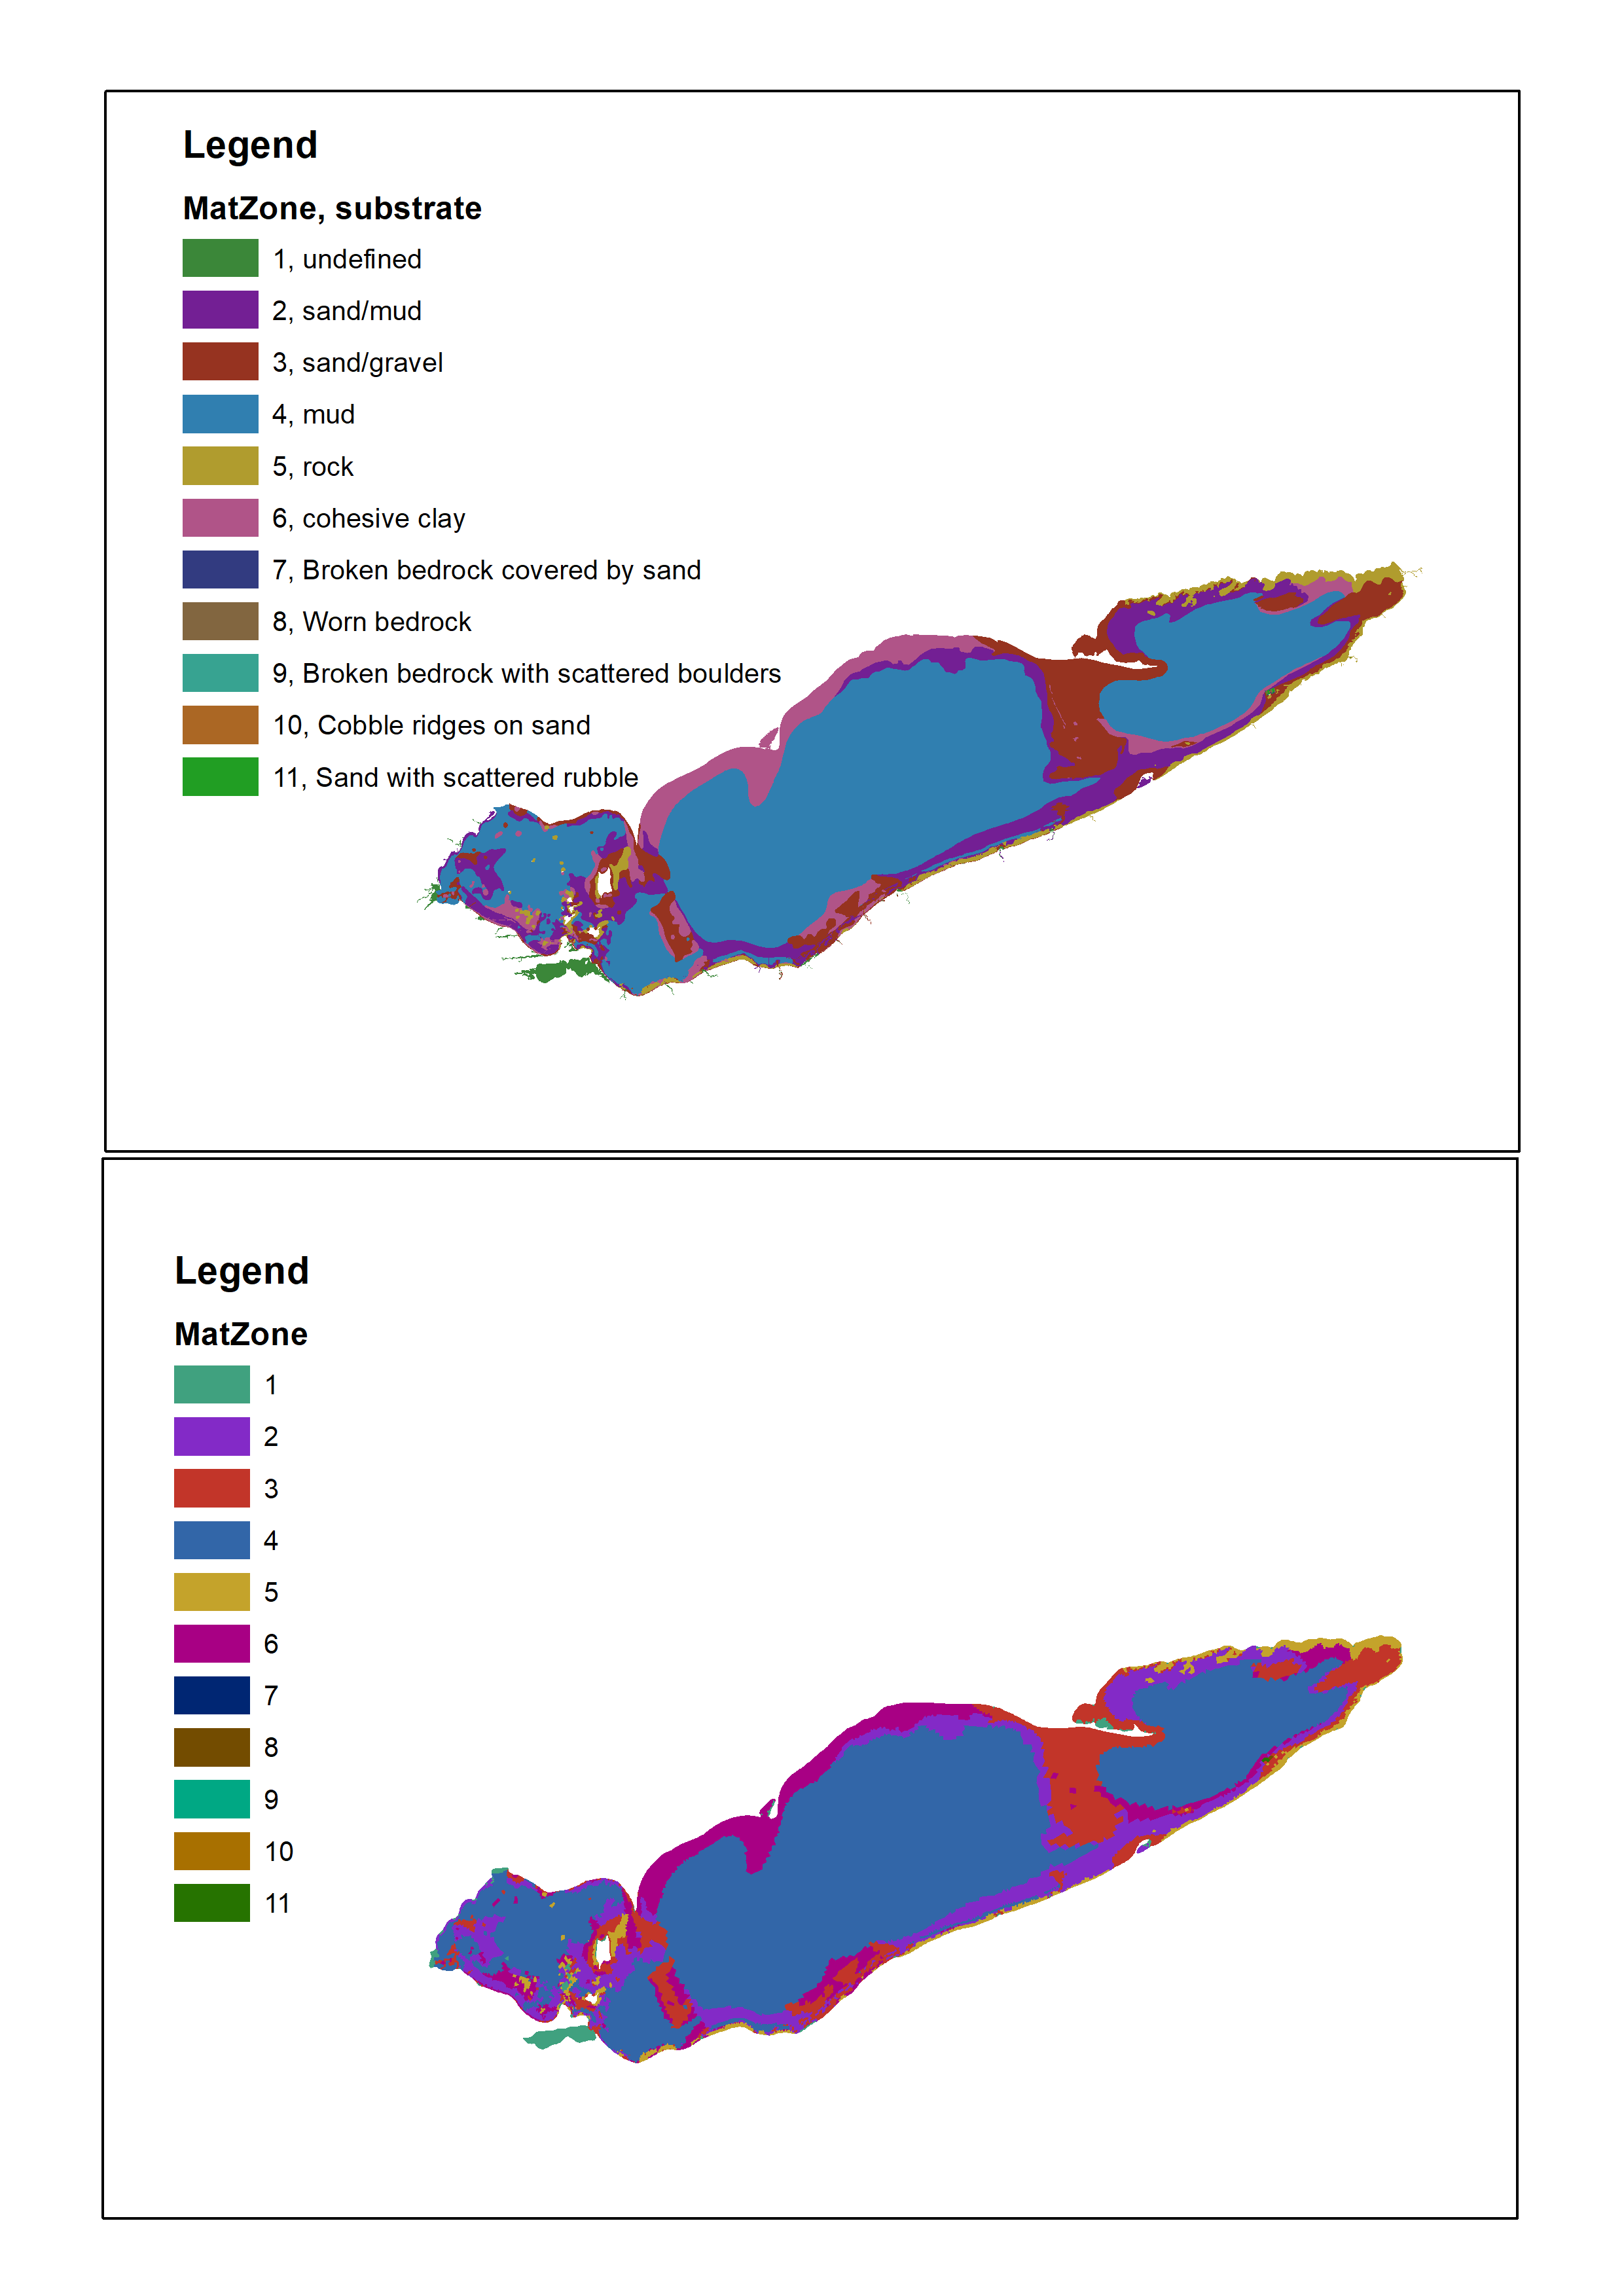 Legend
MatZone, substrate
1, undefined
2, sand/mud
3, sand/gravel
4, mud
5, rock
6, cohesive clay
7, Broken bedrock covered by sand
8, Worn bedrock
9, Broken bedrock with scattered boulders
10, Cobble ridges on sand
11, Sand with scattered rubble
Legend
MatZone
1
2
3
4
5
6
7
8
9
10
11